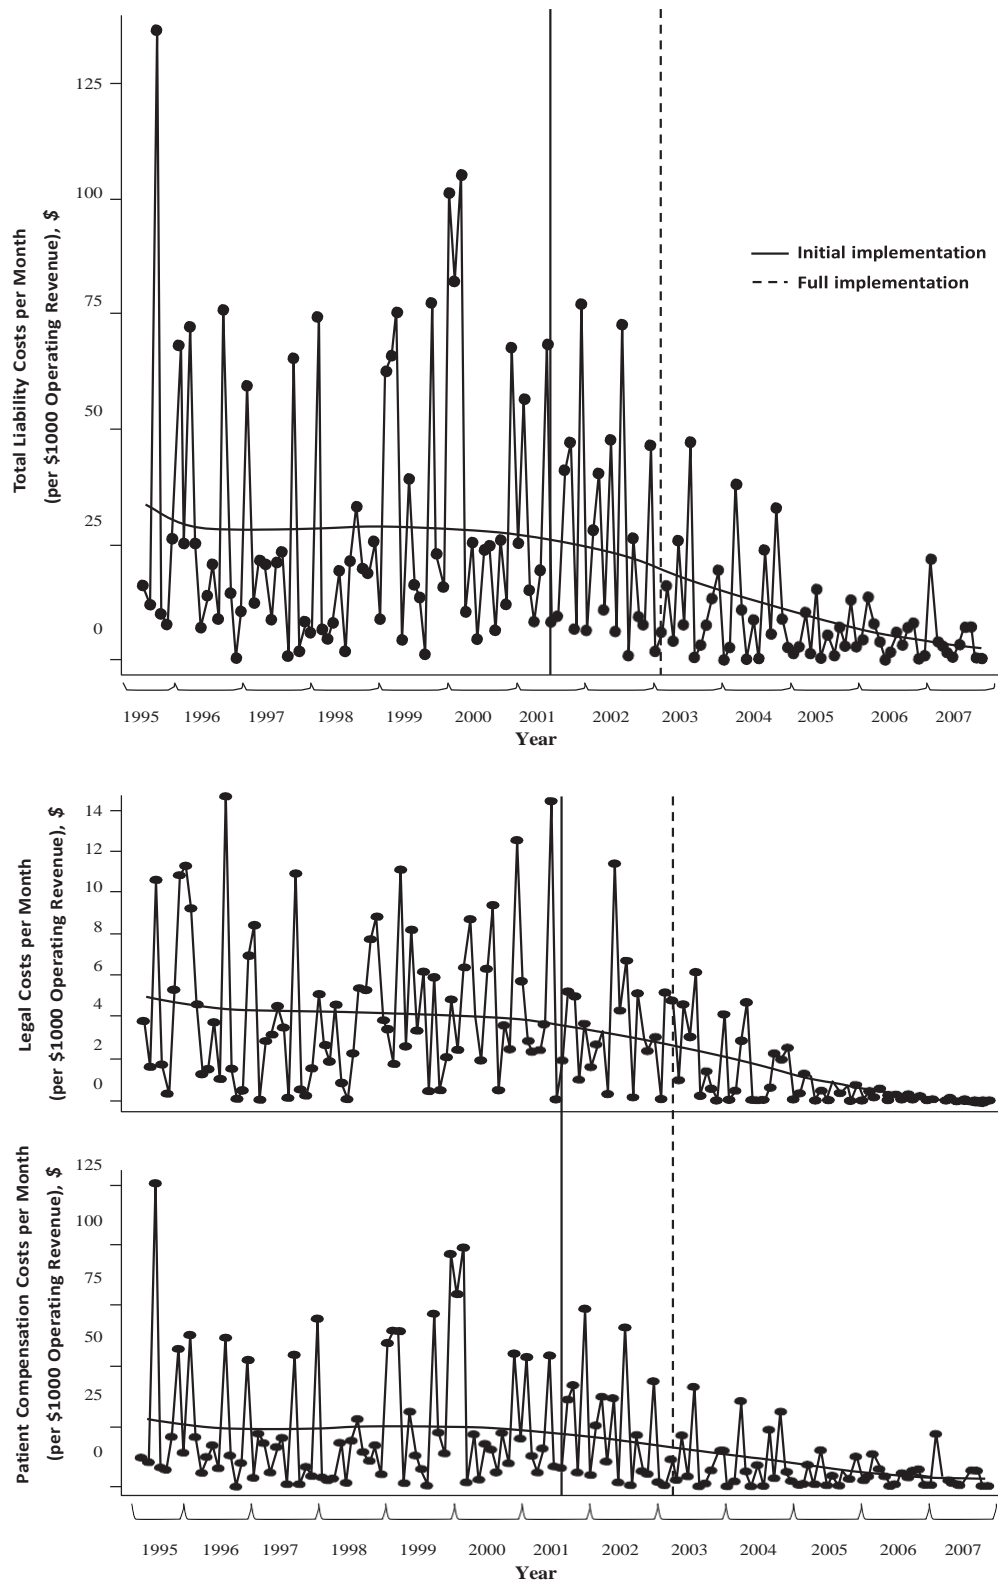 Total Liability Costs per Month
(per $1000 Operating Revenue), $
125
100
75
50
25
0
Initial implementation
Full implementation
1995 1996 1997 1998 1999 2000 2001 2002 2003 2004 2005 2006 2007
Year
Legal Costs per Month
(per $1000 Operating Revenue), $
14
12
10
8
6
4
2
0
Patient Compensation Costs per Month
(per $1000 Operating Revenue), $
125
100
75
50
25
0
1995 1996 1997 1998 1999 2000 2001 2002 2003 2004 2005 2006 2007
Year